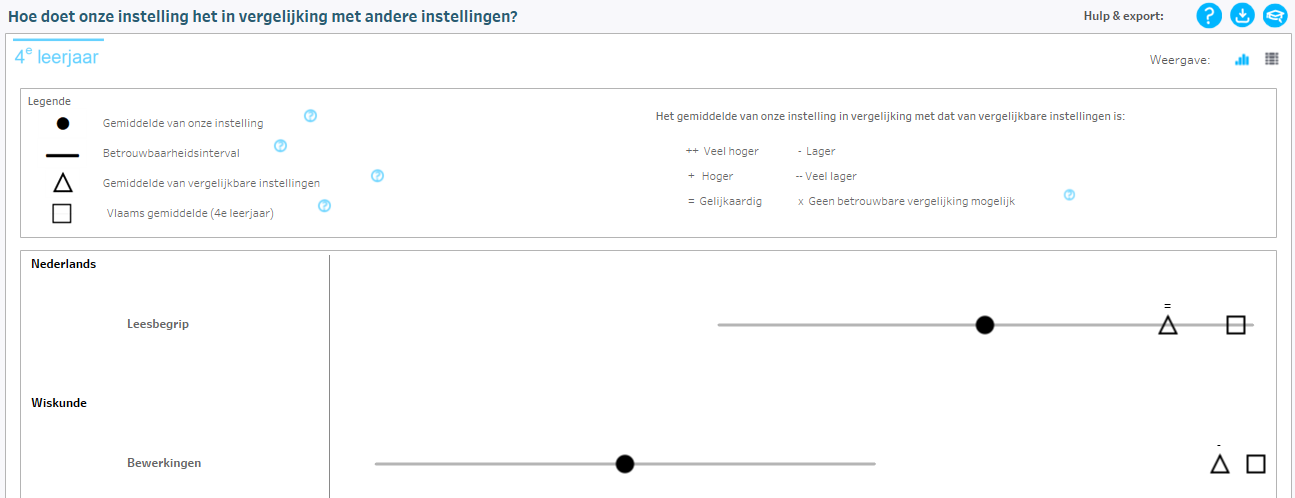 Hoe doet onze instelling het in vergelijking met andere instellingen?
Hulp & export:
4e leerjaar
Weergave:
Legende
Gemiddelde van onze instelling
Betrouwbaarheidsinterval
Gemiddelde van vergelijkbare instellingen
Vlaams gemiddelde (4e leerjaar)
Het gemiddelde van onze instelling in vergelijking met dat van vergelijkbare instellingen is:
++ Veel hoger - Lager
+ Hoger -- Veel lager
= Gelijkaardig x Geen betrouwbare vergelijking mogelijk
Nederlands
=
Leesbegrip
Wiskunde
-
Bewerkingen